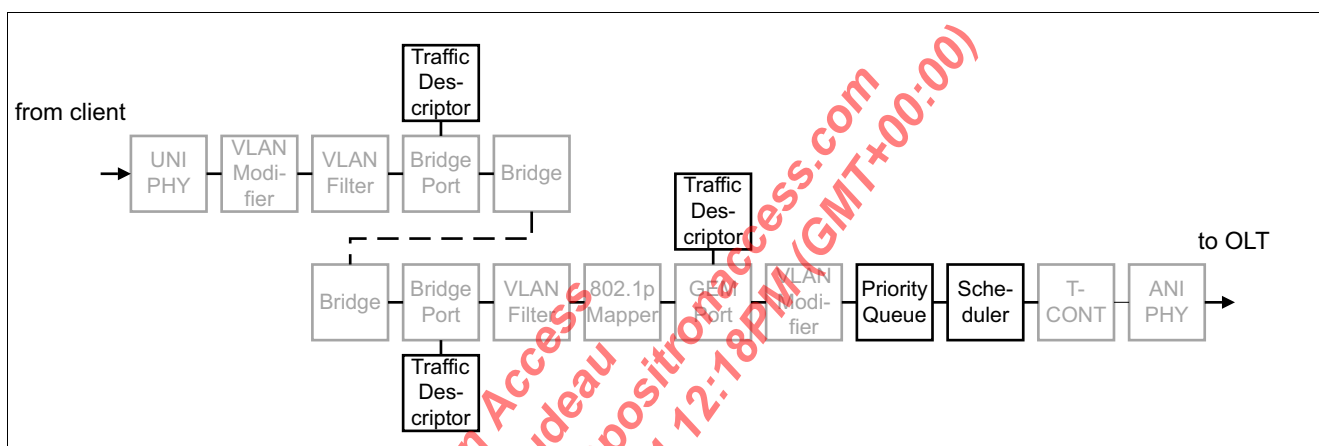 Traffic
Des-
criptor
from client
UNI
PHY
VLAN
Modi-
fier
VLAN
Filter
Bridge
Port
Bridge
Traffic
Des-
criptor
to OLT
Bridge
Bridge
Port
VLAN
Filter
802.1p
Mapper
GEM
Port
VLAN
Modi-
fier
Priority
Queue
Sche-
duler
T-
CONT
ANI
PHY
Traffic
Des-
criptor
Access
deau
positronaccess.com
12:18PM (GMT+00:00)